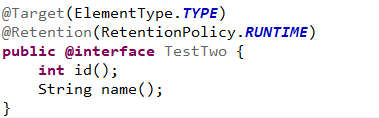 @Target(ElementType.TYPE)
@Retention(RetentionPolicy.RUNTIME)
public @interface TestTwo {
    int id();
    String name();
}